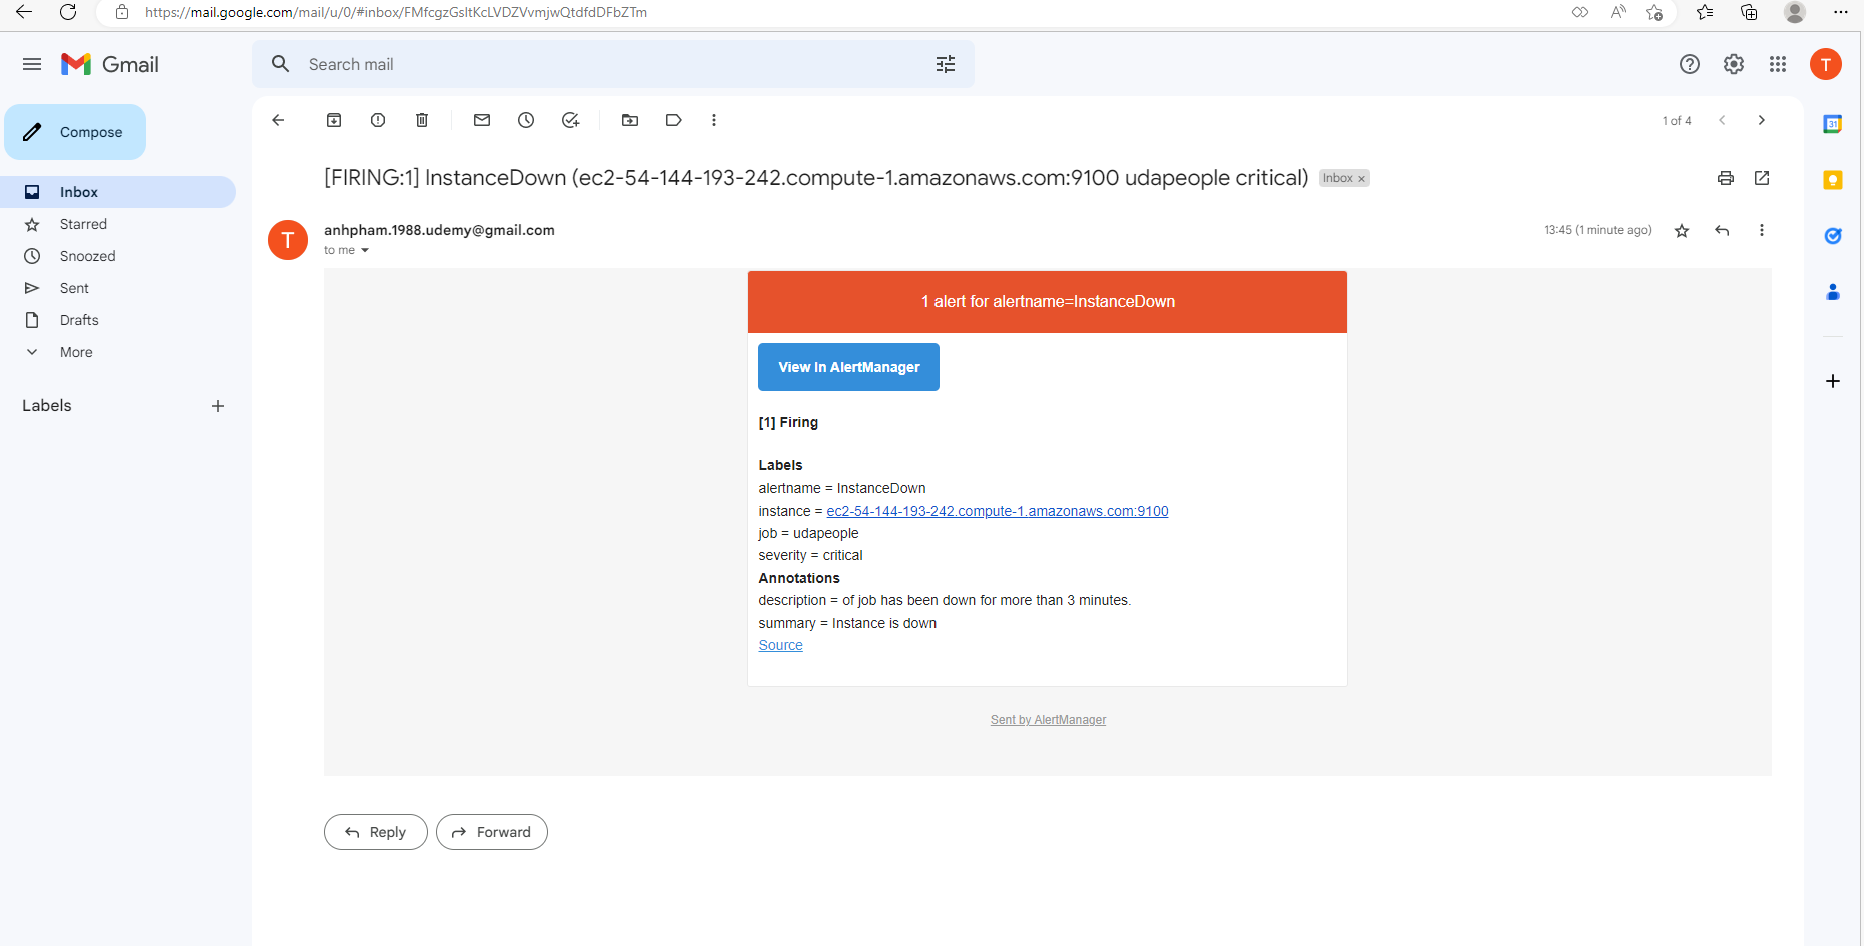 https://mail.google.com/mail/u/0/#inbox/FMfcgzGsltKcLVDZVvmjwQtdfdDFbZTm
Gmail
Search mail
T
Compose
1 of 4
Inbox
Starred
Snoozed
Sent
Drafts
More
Labels
[FIRING:1] InstanceDown (ec2-54-144-193-242.compute-1.amazonaws.com:9100 udapeople critical) Inbox ×
T
anhpham.1988.udemy@gmail.com
13:45 (1 minute ago)
to me
31
1 alert for alertname=InstanceDown
View In AlertManager
[1] Firing
Labels
alertname = InstanceDown
instance = ec2-54-144-193-242.compute-1.amazonaws.com:9100
job = udapeople
severity = critical
Annotations
description = of job has been down for more than 3 minutes.
summary = Instance is down
Source
Sent by AlertManager
Reply
Forward